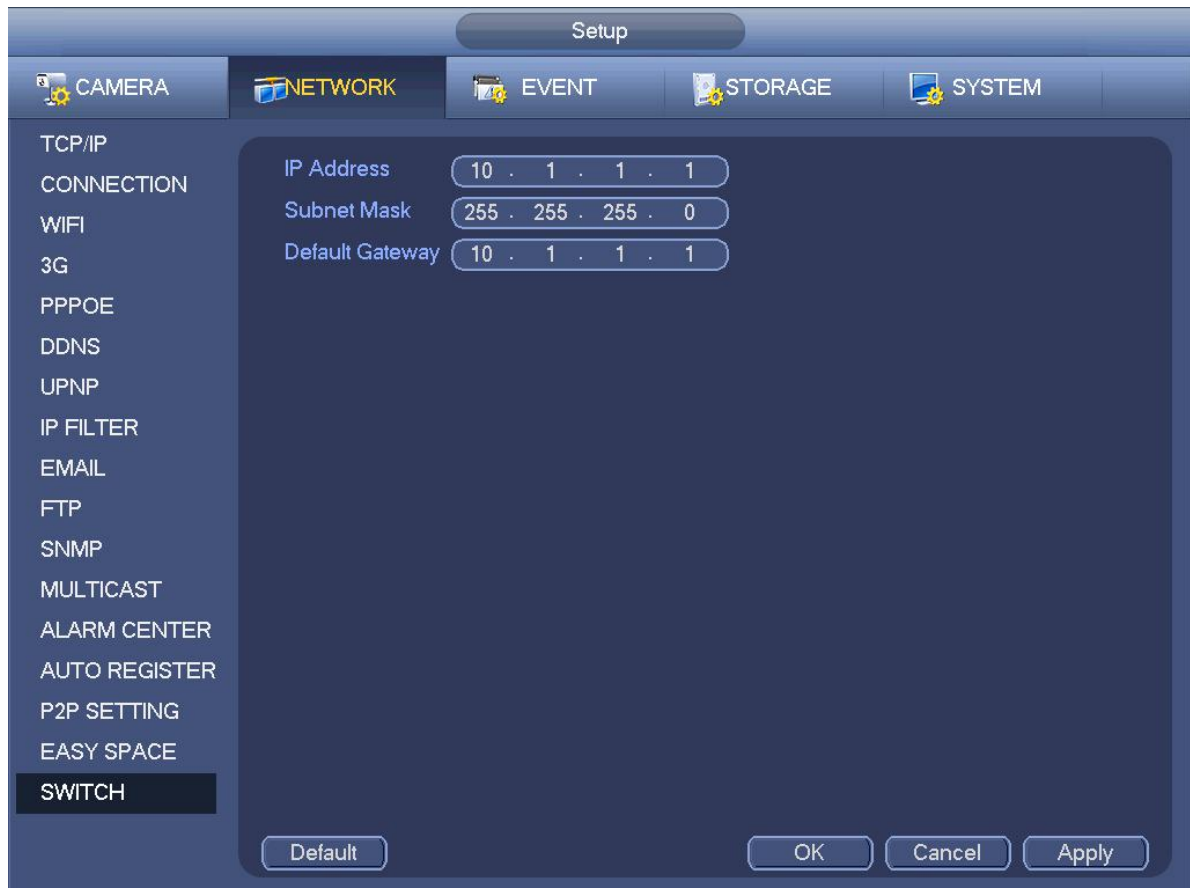 Setup
CAMERA NETWORK EVENT STORAGE SYSTEM
TCP/IP
CONNECTION
WIFI
3G
PPPOE
DDNS
UPNP
IP FILTER
EMAIL
FTP
SNMP
MULTICAST
ALARM CENTER
AUTO REGISTER
P2P SETTING
EASY SPACE
SWITCH
IP Address 10 . 1 . 1 . 1
Subnet Mask 255 . 255 . 255 . 0
Default Gateway 10 . 1 . 1 . 1
Default OK Cancel Apply